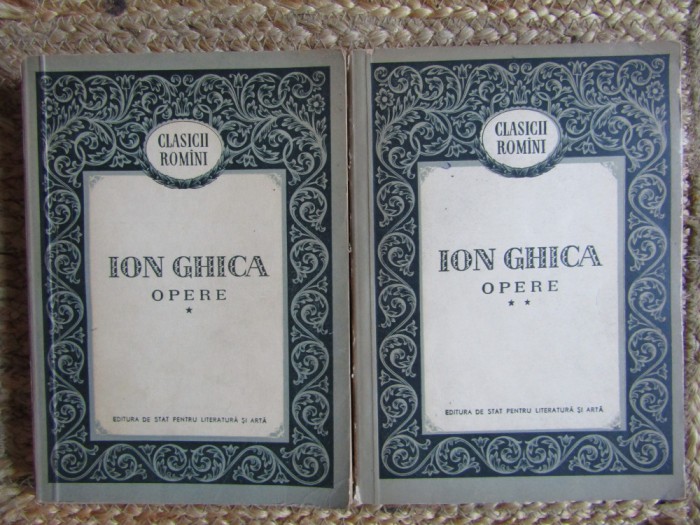 CLASICII
ROMÎNI
ION GHICA
OPERE
*
EDITURA DE STAT PENTRU LITERATURĂ ȘI ARTĂ
CLASICII
ROMÎNI
ION GHICA
OPERE
* *
EDITURA DE STAT PENTRU LITERATURĂ ȘI ARTĂ